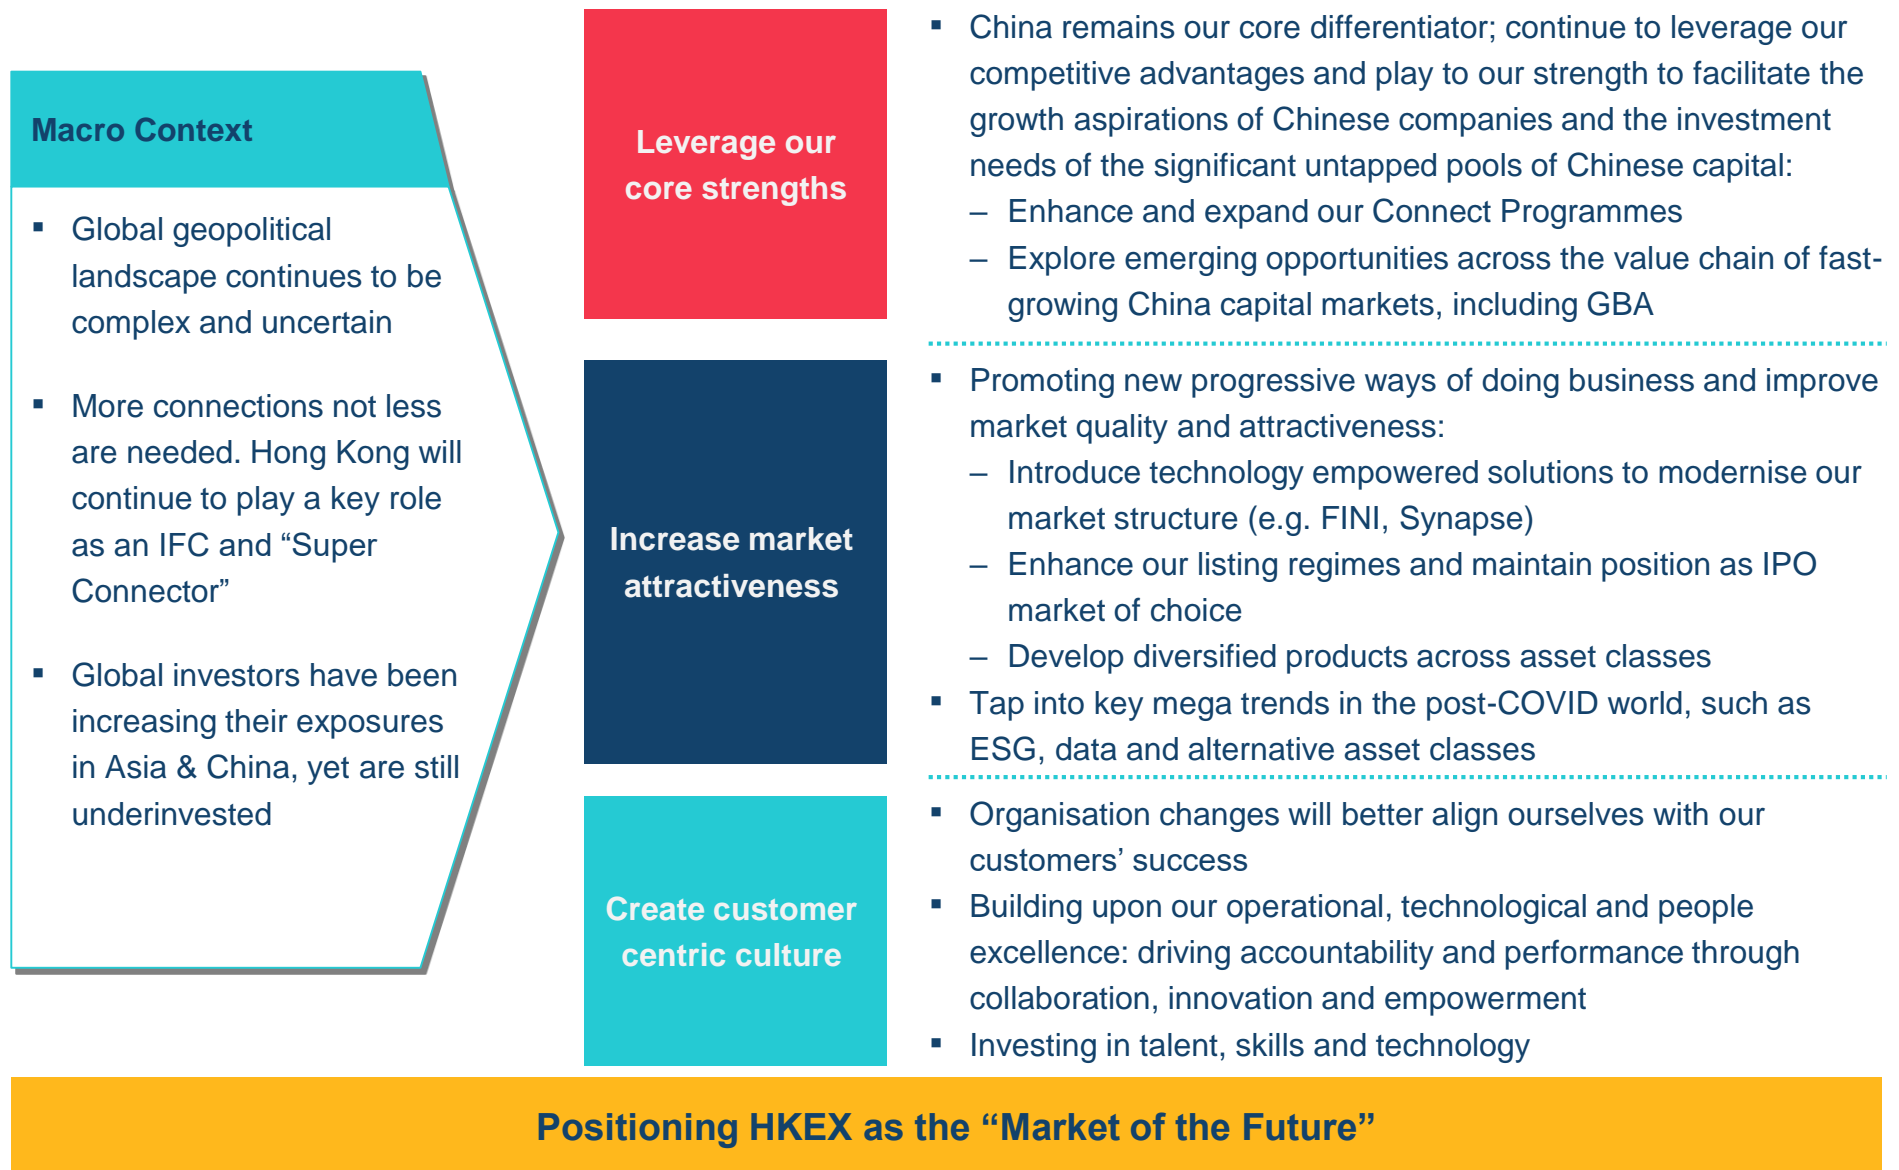 Macro Context
▪ Global geopolitical
landscape continues to be
complex and uncertain
▪ More connections not less
are needed. Hong Kong will
continue to play a key role
as an IFC and “Super
Connector”
▪ Global investors have been
increasing their exposures
in Asia & China, yet are still
underinvested
Leverage our
core strengths
▪ China remains our core differentiator; continue to leverage our
competitive advantages and play to our strength to facilitate the
growth aspirations of Chinese companies and the investment
needs of the significant untapped pools of Chinese capital:
– Enhance and expand our Connect Programmes
– Explore emerging opportunities across the value chain of fast-
growing China capital markets, including GBA
Increase market
attractiveness
▪ Promoting new progressive ways of doing business and improve
market quality and attractiveness:
– Introduce technology empowered solutions to modernise our
market structure (e.g. FINI, Synapse)
– Enhance our listing regimes and maintain position as IPO
market of choice
– Develop diversified products across asset classes
▪ Tap into key mega trends in the post-COVID world, such as
ESG, data and alternative asset classes
Create customer
centric culture
▪ Organisation changes will better align ourselves with our
customers’ success
▪ Building upon our operational, technological and people
excellence: driving accountability and performance through
collaboration, innovation and empowerment
▪ Investing in talent, skills and technology
Positioning HKEX as the “Market of the Future”